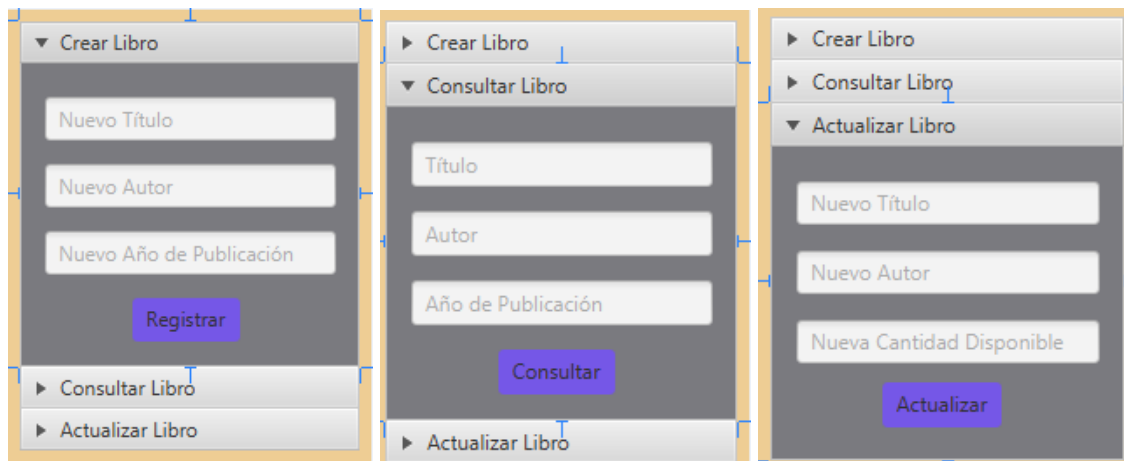 Crear Libro
Nuevo Título
Nuevo Autor
Nuevo Año de Publicación
Registrar
Consultar Libro
Actualizar Libro
Crear Libro
Consultar Libro
Título
Autor
Año de Publicación
Consultar
Actualizar Libro
Crear Libro
Consultar Libro
Actualizar Libro
Nuevo Título
Nuevo Autor
Nueva Cantidad Disponible
Actualizar